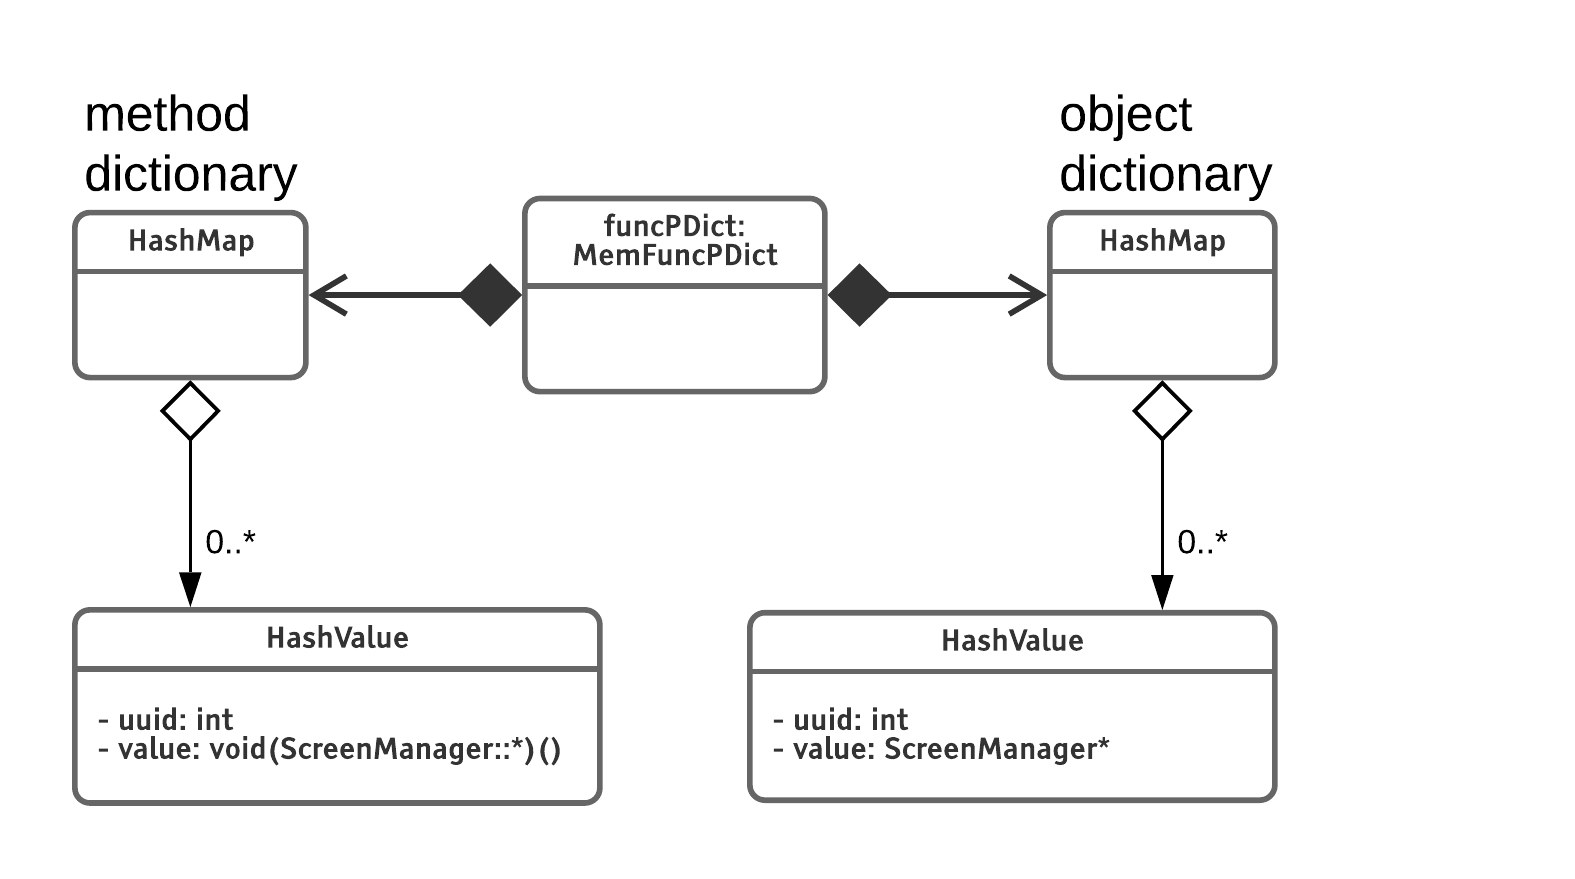 method
dictionary
HashMap
funcPDict:
MemFuncPDict
object
dictionary
HashMap
0..*
0..*
HashValue
- uuid: int
- value: void(ScreenManager::*)()
HashValue
- uuid: int
- value: ScreenManager*